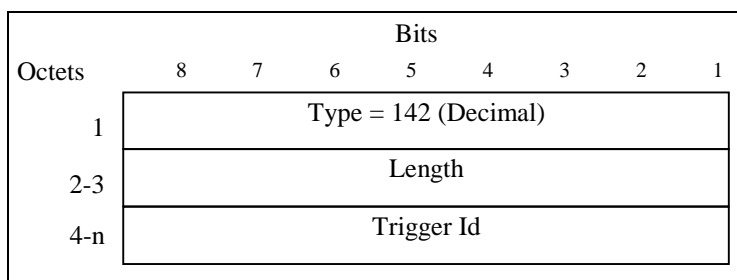 Bits
Octets 8 7 6 5 4 3 2 1
1 Type = 142 (Decimal)
2-3 Length
4-n Trigger Id